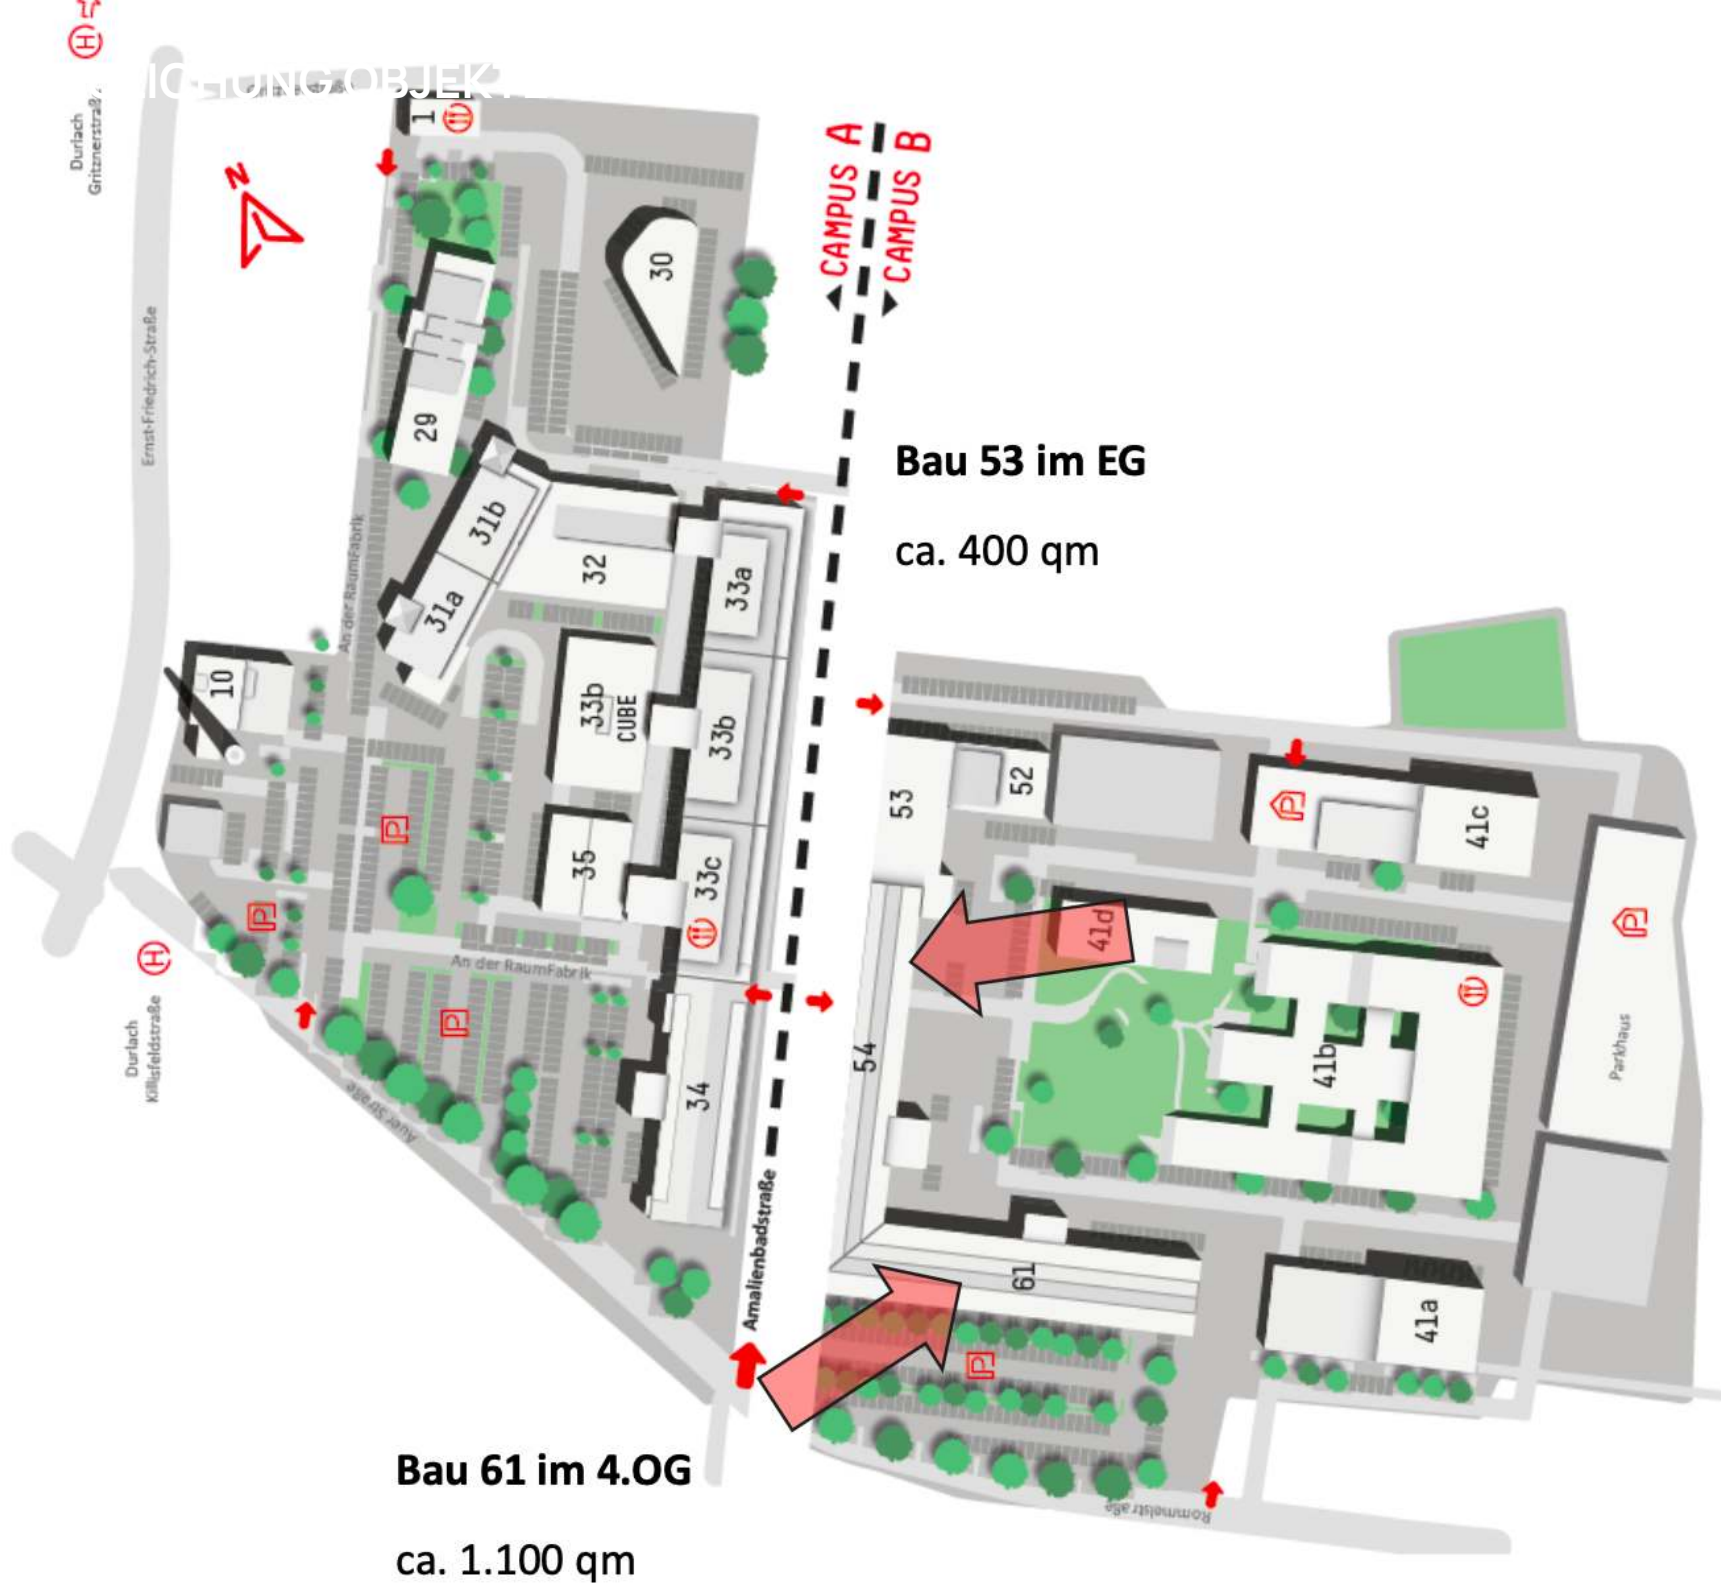 ICHUNG OBJEKTE
Gritznerstraße
Durlach
Gritznerstraße
N
Ernst-Friedrich-Straße
1
CAMPUS A
CAMPUS B
30
29
An der RaumFabrik
31b
31a
32
33a
10
33b
CUBE
33b
35
33c
34
An der RaumFabrik
P
P
P
H
H
Durlach
Killisfeldstraße
Auer Straße
Amalienbadstraße
Bau 53 im EG
ca. 400 qm
53
52
41c
P
41d
54
41b
P
Parkhaus
61
41a
P
Rommelstraße
Bau 61 im 4.OG
ca. 1.100 qm